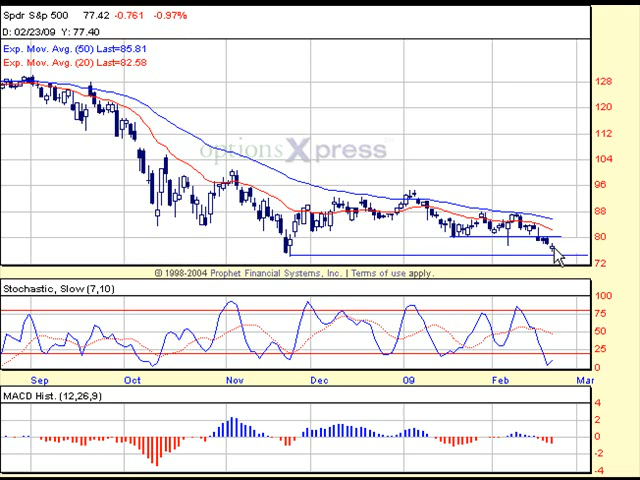 Spdr S&p 500 77.42 -0.761 -0.97%
D: 02/23/09 Y: 77.40
Exp. Mov. Avg. (50) Last=85.81
Exp. Mov. Avg. (20) Last=82.58
128
120
112
104
96
88
80
72
optionsXpress
© 1998-2004 Prophet Financial Systems, Inc. | Terms of use apply.
Stochastic, Slow (7,10)
100
75
50
25
0
Sep Oct Nov Dec 09 Feb Mar
MACD Hist. (12,26,9)
4
2
0
-2
-4